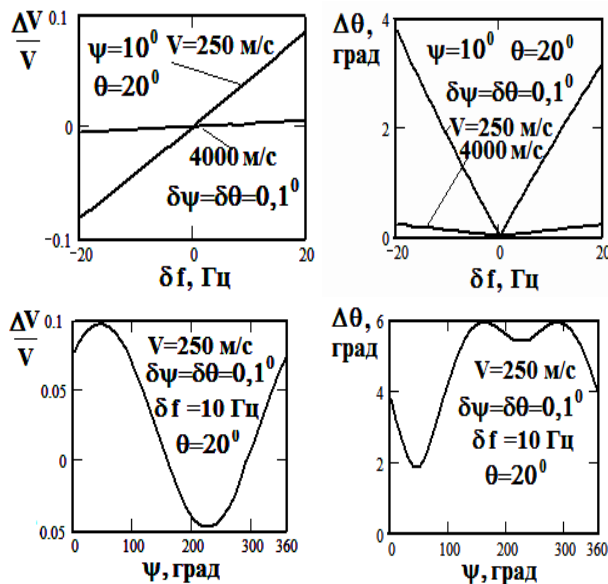 ΔV/V
0.1
0
−0.1
ψ=10⁰
θ=20⁰
V=250 м/с
4000 м/с
δψ=δθ=0,1⁰
−20
0
20
δf, Гц
Δθ,
град
4
2
0
ψ=10⁰ θ=20⁰
δψ=δθ=0,1⁰
V=250 м/с
4000 м/с
−20
0
20
δf, Гц
ΔV/V
0.1
0.05
0
0.05
V=250 м/с
δψ=δθ=0,1⁰
δf =10 Гц
θ=20⁰
0
100
200
300
360
ψ, град
Δθ,
град
6
4
2
0
V=250 м/с
δψ=δθ=0,1⁰
δf =10 Гц
θ=20⁰
0
100
200
300
360
ψ, град